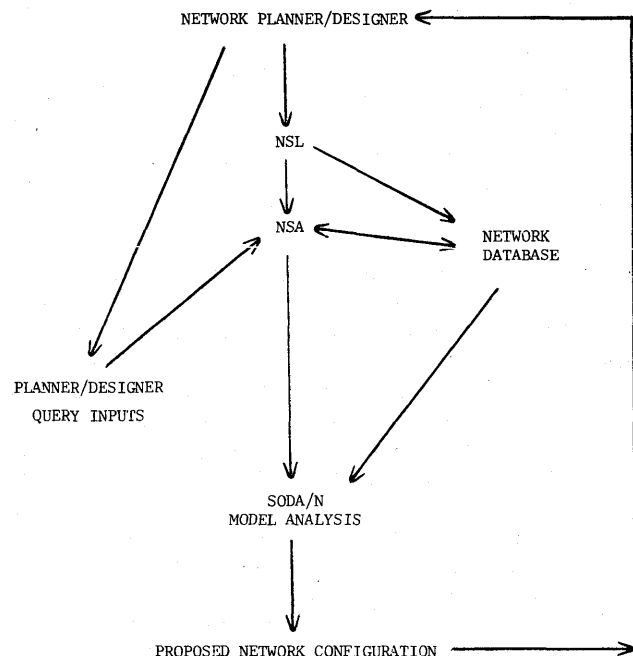 NETWORK PLANNER/DESIGNER
NSL
NSA
NETWORK
DATABASE
PLANNER/DESIGNER
QUERY INPUTS
SODA/N
MODEL ANALYSIS
PROPOSED NETWORK CONFIGURATION